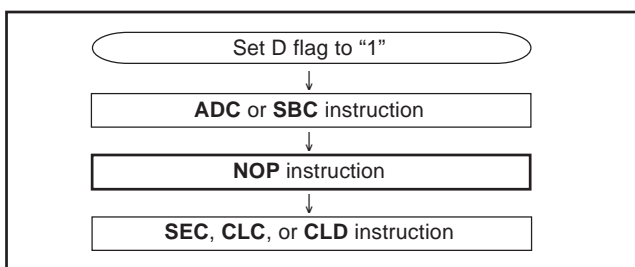 Set D flag to “1”
ADC or SBC instruction
NOP instruction
SEC, CLC, or CLD instruction